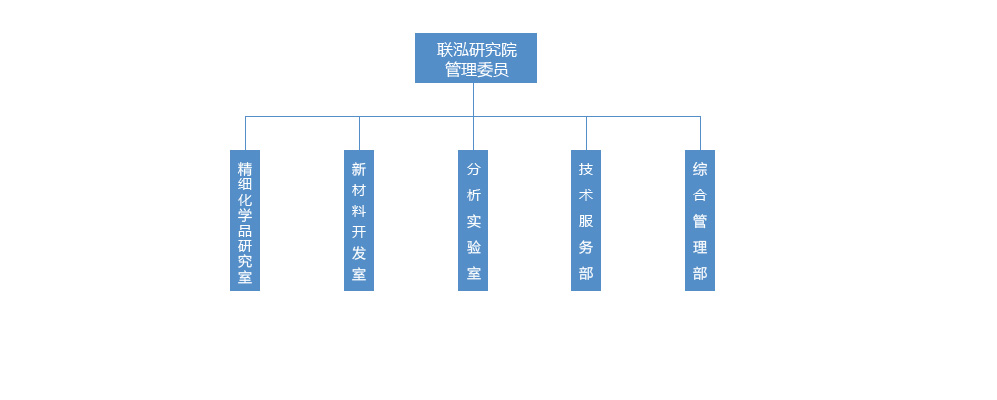 联泓研究院
管理委员
精细化学品研究室
新材料开发室
分析实验室
技术服务部
综合管理部